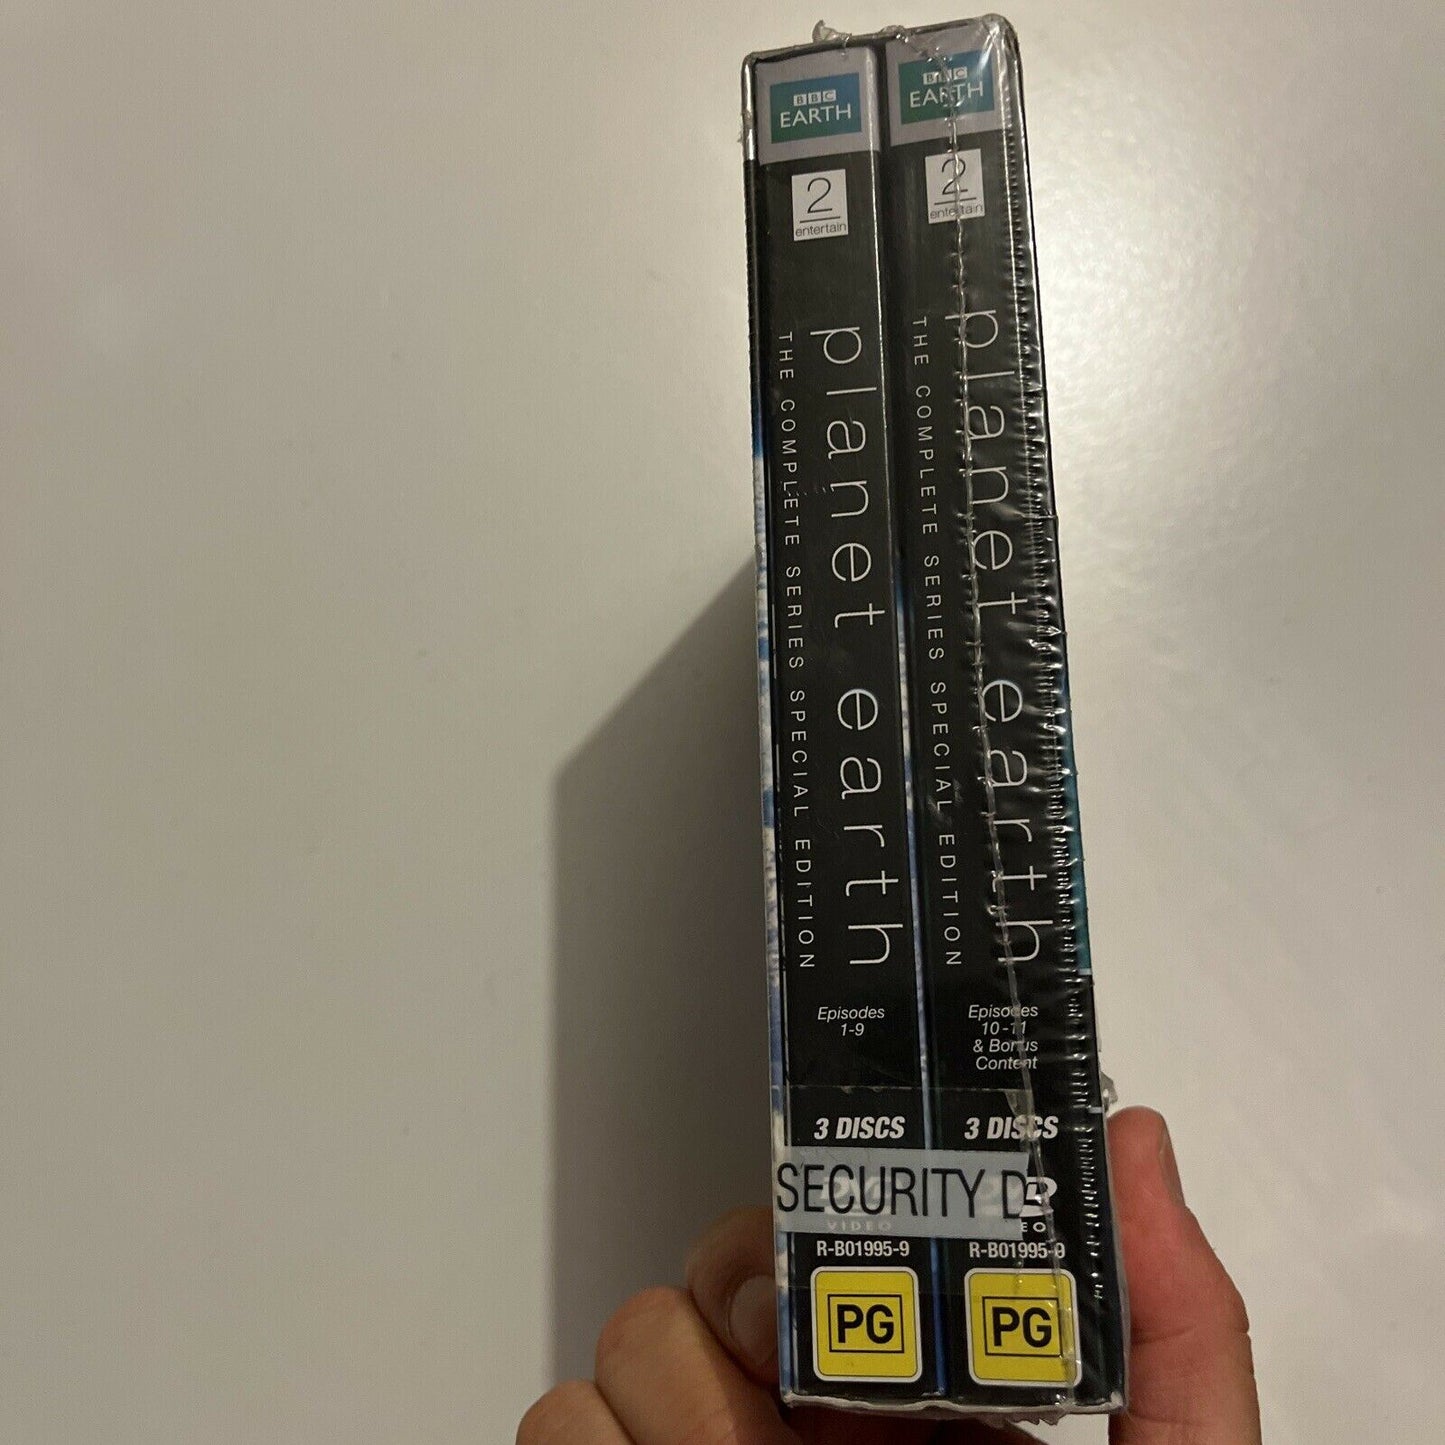 BBC
EARTH
2
entertain
planet earth
THE COMPLETE SERIES SPECIAL EDITION
Episodes
1-9
3 DISCS
VIDEO
R-B01995-9
PG
BBC
EARTH
2
entertain
planet earth
THE COMPLETE SERIES SPECIAL EDITION
Episodes
10-11
& Bonus
Content
3 DISCS
SECURITY D
R-B01995-9
PG